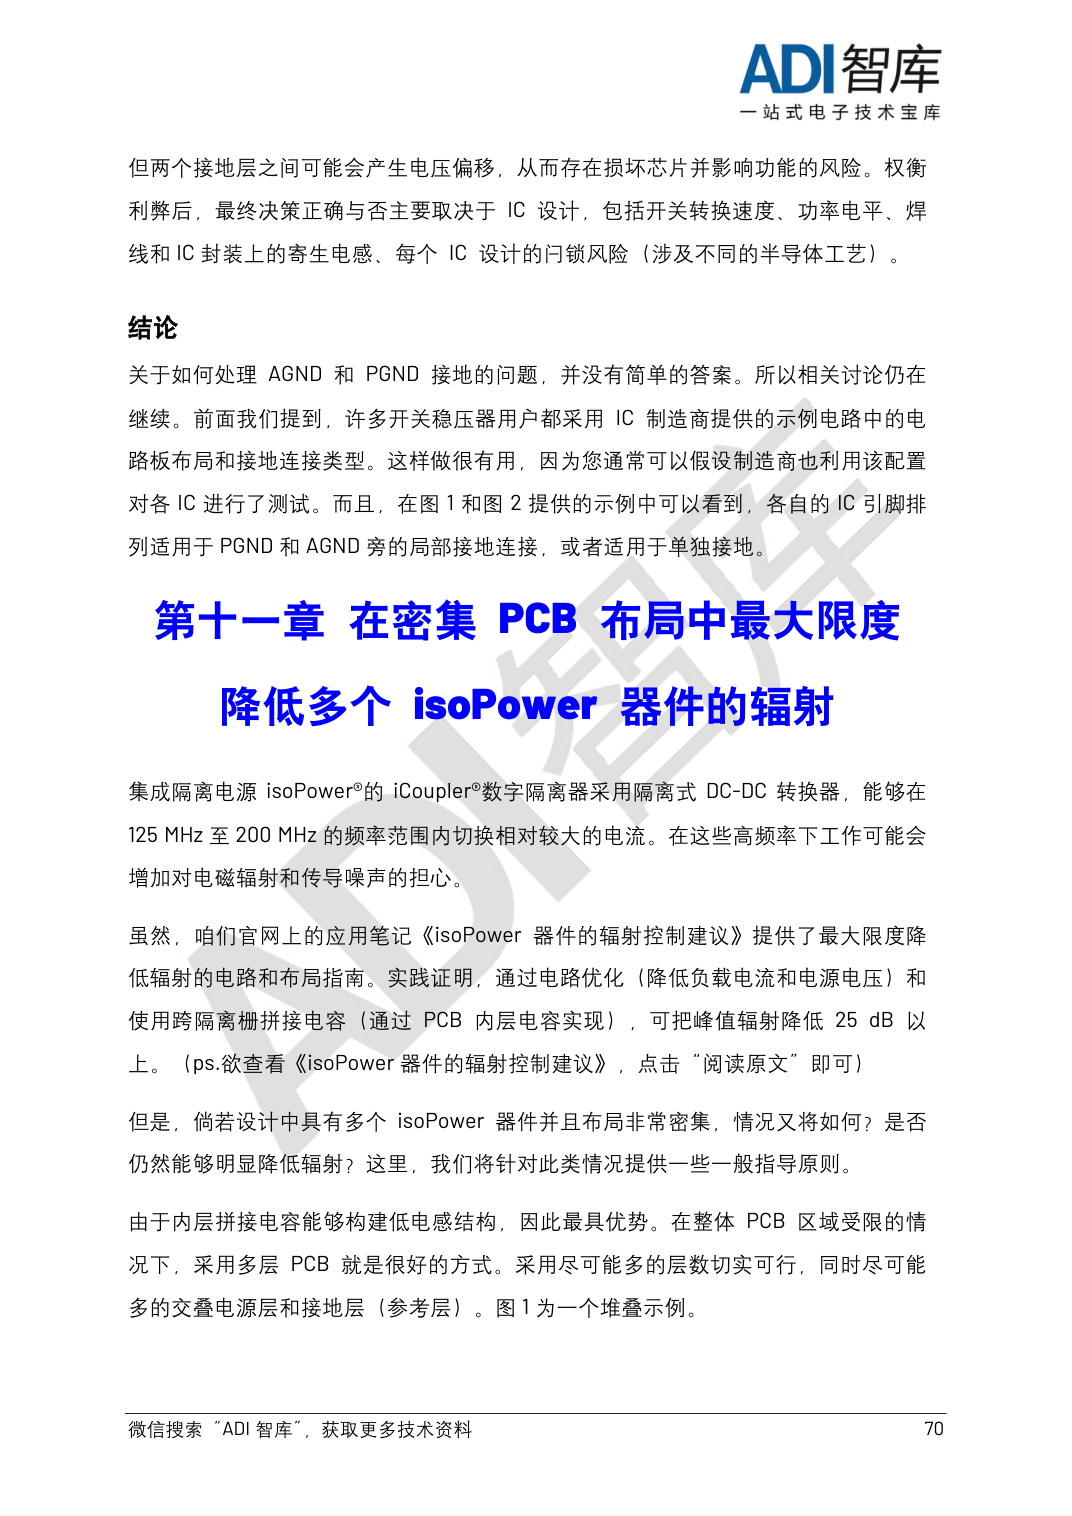 ADI智库
一站式电子技术宝库
但两个接地层之间可能会产生电压偏移，从而存在损坏芯片并影响功能的风险。权衡
利弊后，最终决策正确与否主要取决于 IC 设计，包括开关转换速度、功率电平、焊
线和 IC 封装上的寄生电感、每个 IC 设计的闩锁风险（涉及不同的半导体工艺）。
结论
关于如何处理 AGND 和 PGND 接地的问题，并没有简单的答案。所以相关讨论仍在
继续。前面我们提到，许多开关稳压器用户都采用 IC 制造商提供的示例电路中的电
路板布局和接地连接类型。这样做很有用，因为您通常可以假设制造商也利用该配置
对各 IC 进行了测试。而且，在图 1 和图 2 提供的示例中可以看到，各自的 IC 引脚排
列适用于 PGND 和 AGND 旁的局部接地连接，或者适用于单独接地。
第十一章 在密集 PCB 布局中最大限度
降低多个 isoPower 器件的辐射
集成隔离电源 isoPower®的 iCoupler®数字隔离器采用隔离式 DC-DC 转换器，能够在
125 MHz 至 200 MHz 的频率范围内切换相对较大的电流。在这些高频率下工作可能会
增加对电磁辐射和传导噪声的担心。
虽然，咱们官网上的应用笔记《isoPower 器件的辐射控制建议》提供了最大限度降
低辐射的电路和布局指南。实践证明，通过电路优化（降低负载电流和电源电压）和
使用跨隔离栅拼接电容（通过 PCB 内层电容实现），可把峰值辐射降低 25 dB 以
上。（ps.欲查看《isoPower 器件的辐射控制建议》，点击“阅读原文”即可）
但是，倘若设计中具有多个 isoPower 器件并且布局非常密集，情况又将如何？是否
仍然能够明显降低辐射？这里，我们将针对此类情况提供一些一般指导原则。
由于内层拼接电容能够构建低电感结构，因此最具优势。在整体 PCB 区域受限的情
况下，采用多层 PCB 就是很好的方式。采用尽可能多的层数切实可行，同时尽可能
多的交叠电源层和接地层（参考层）。图 1 为一个堆叠示例。
微信搜索“ADI 智库”，获取更多技术资料 70
ADI智库